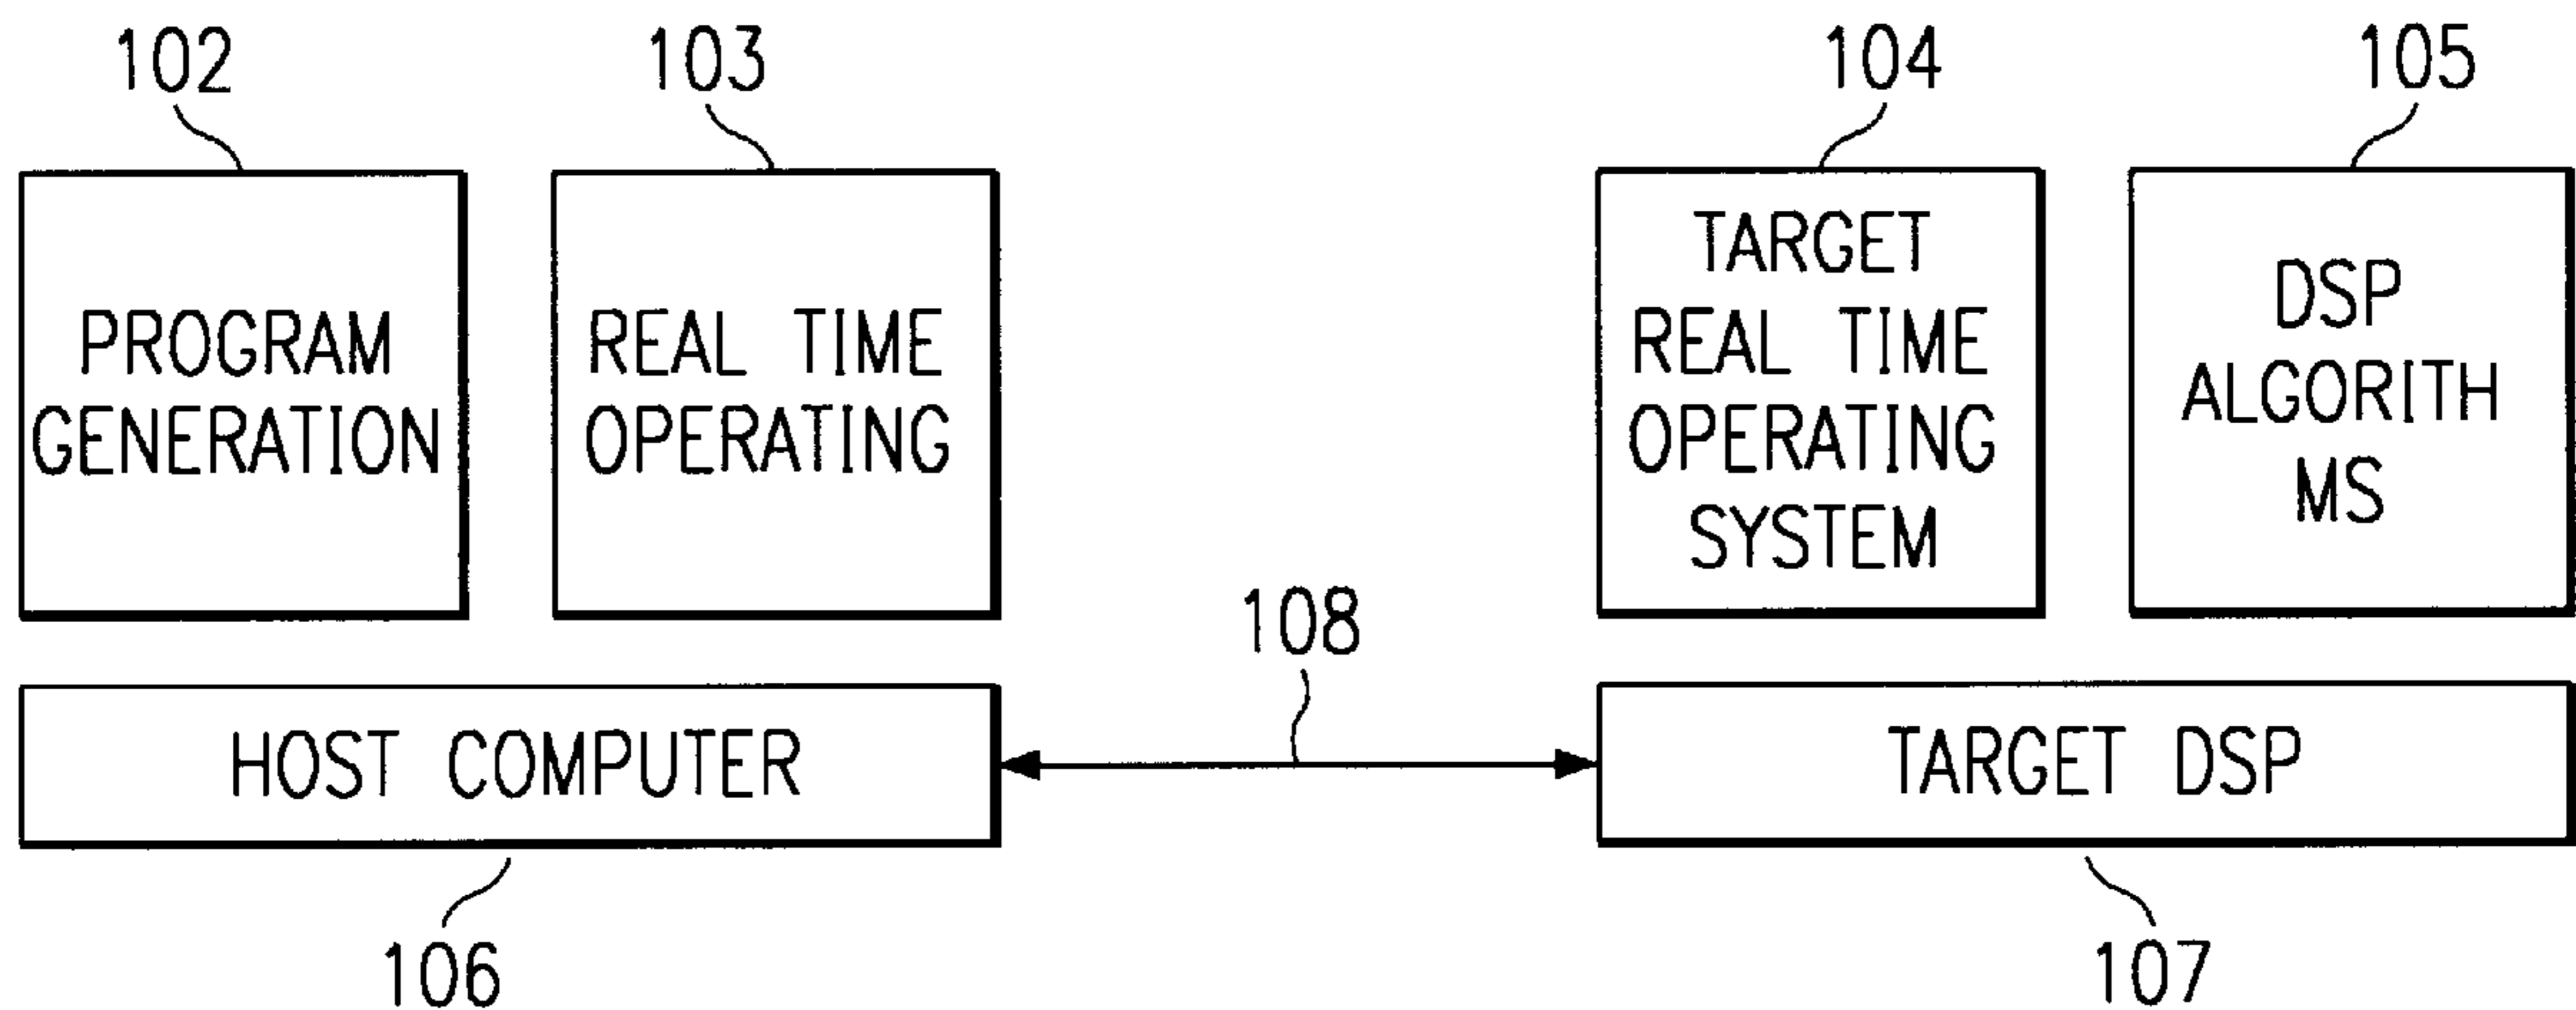 102
103
104
105
PROGRAM
GENERATION
REAL TIME
OPERATING
TARGET
REAL TIME
OPERATING
SYSTEM
DSP
ALGORITH
MS
108
HOST COMPUTER
TARGET DSP
106
107